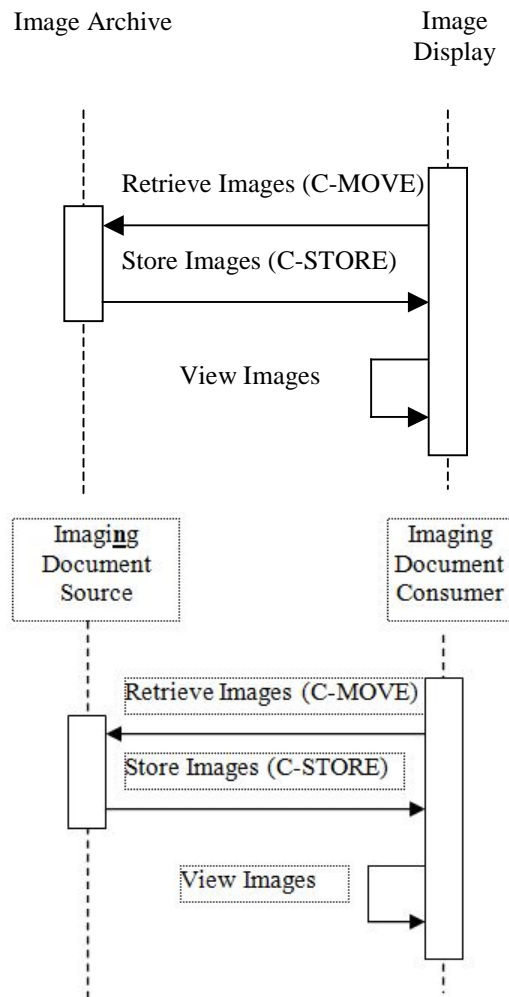 Image Archive
Image
Display
Retrieve Images (C-MOVE)
Store Images (C-STORE)
View Images
Imaging
Document
Source
Imaging
Document
Consumer
Retrieve Images (C-MOVE)
Store Images (C-STORE)
View Images